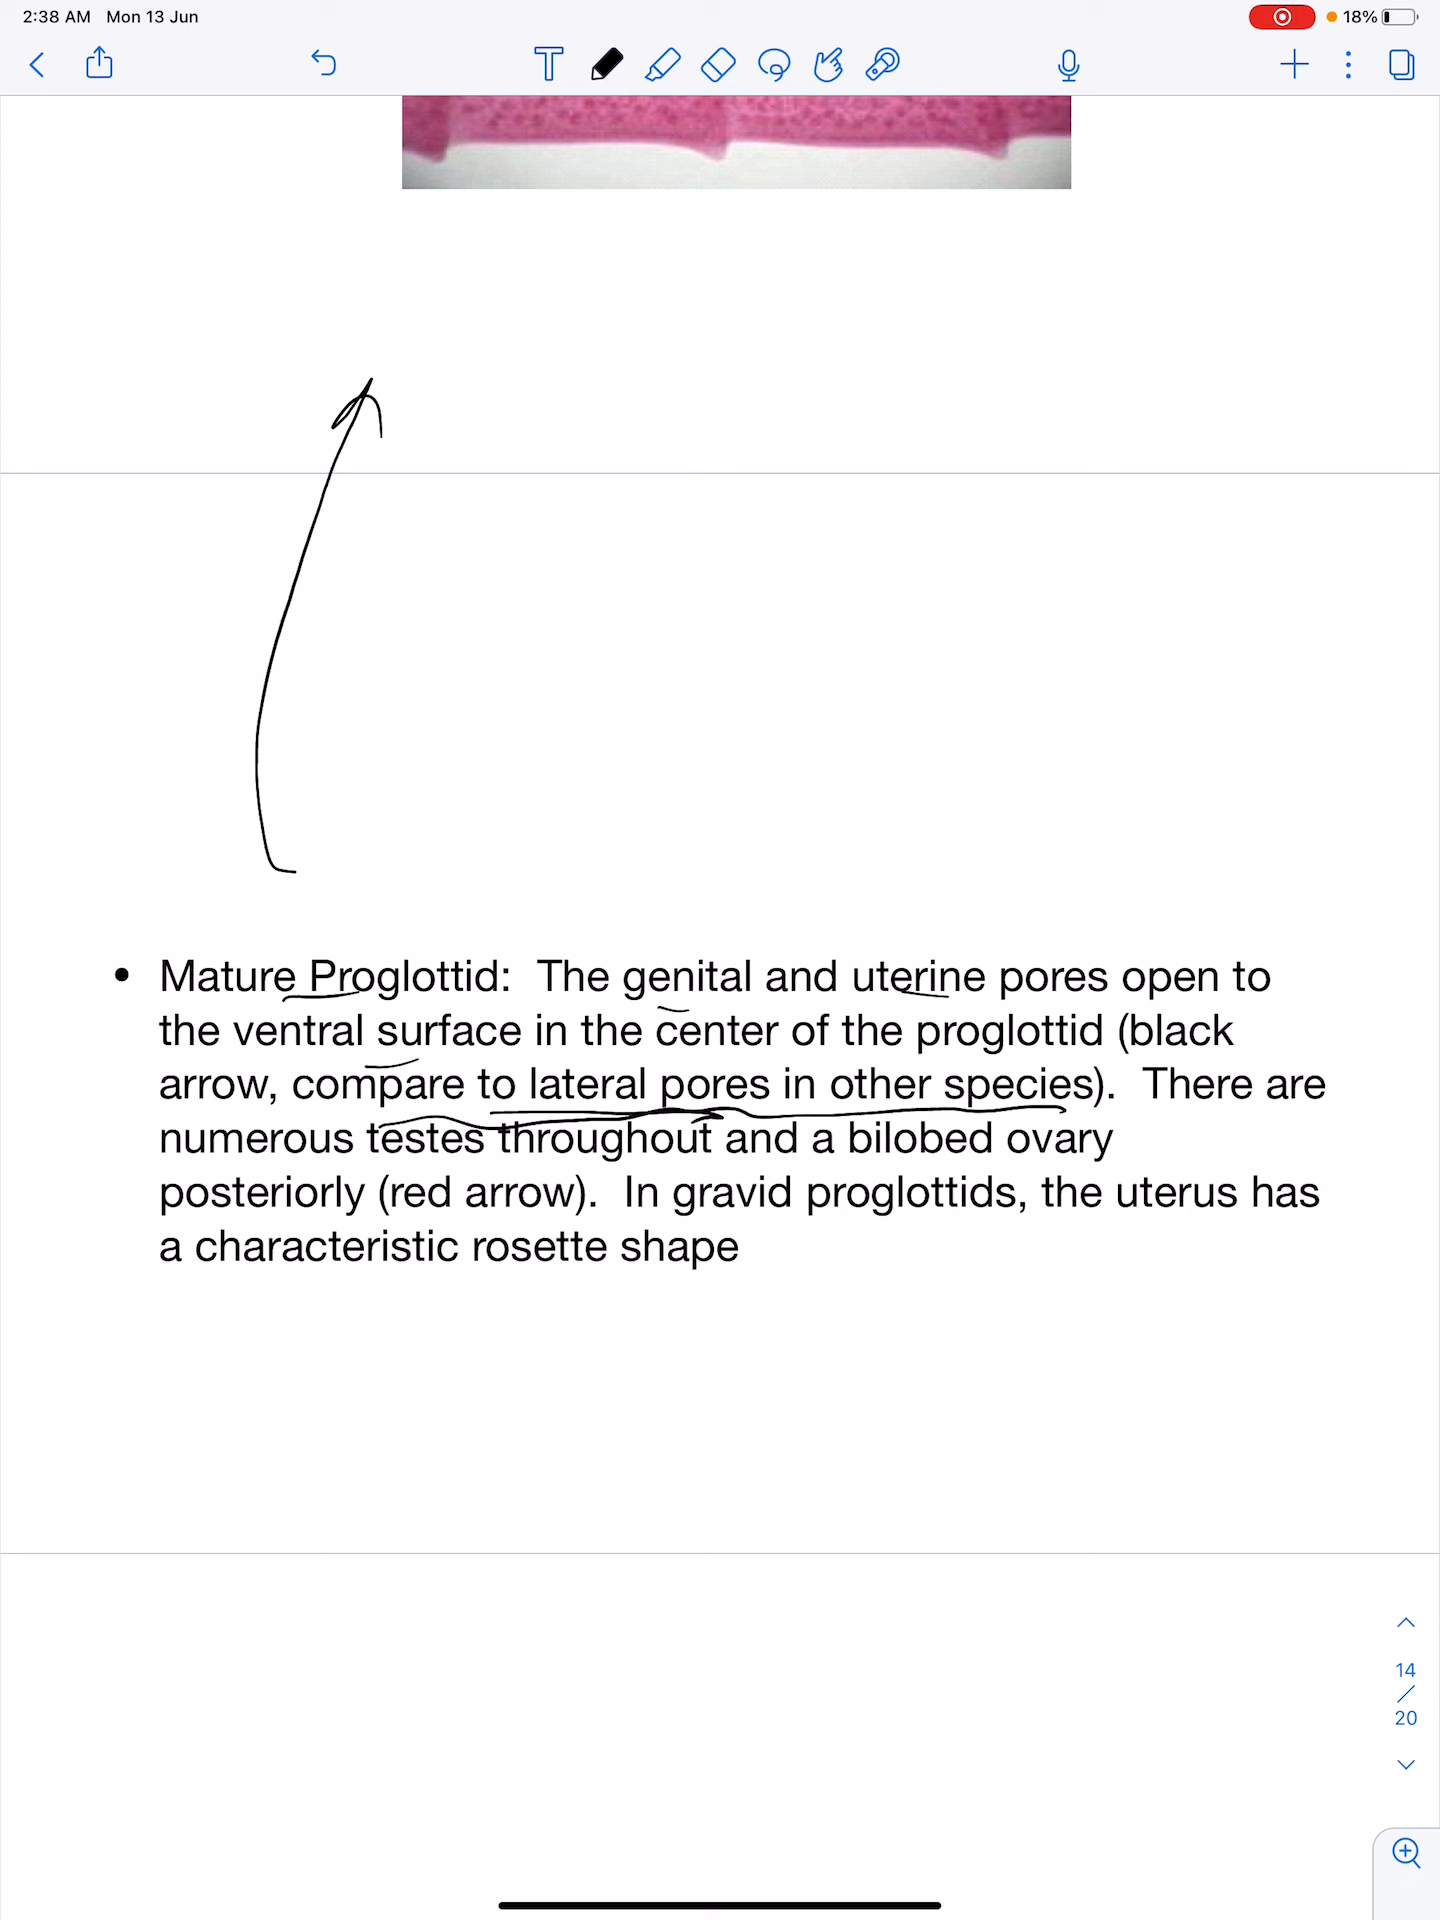 2:38 AM Mon 13 Jun
18%
• Mature Proglottid: The genital and uterine pores open to
the ventral surface in the center of the proglottid (black
arrow, compare to lateral pores in other species). There are
numerous testes throughout and a bilobed ovary
posteriorly (red arrow). In gravid proglottids, the uterus has
a characteristic rosette shape
14
/
20